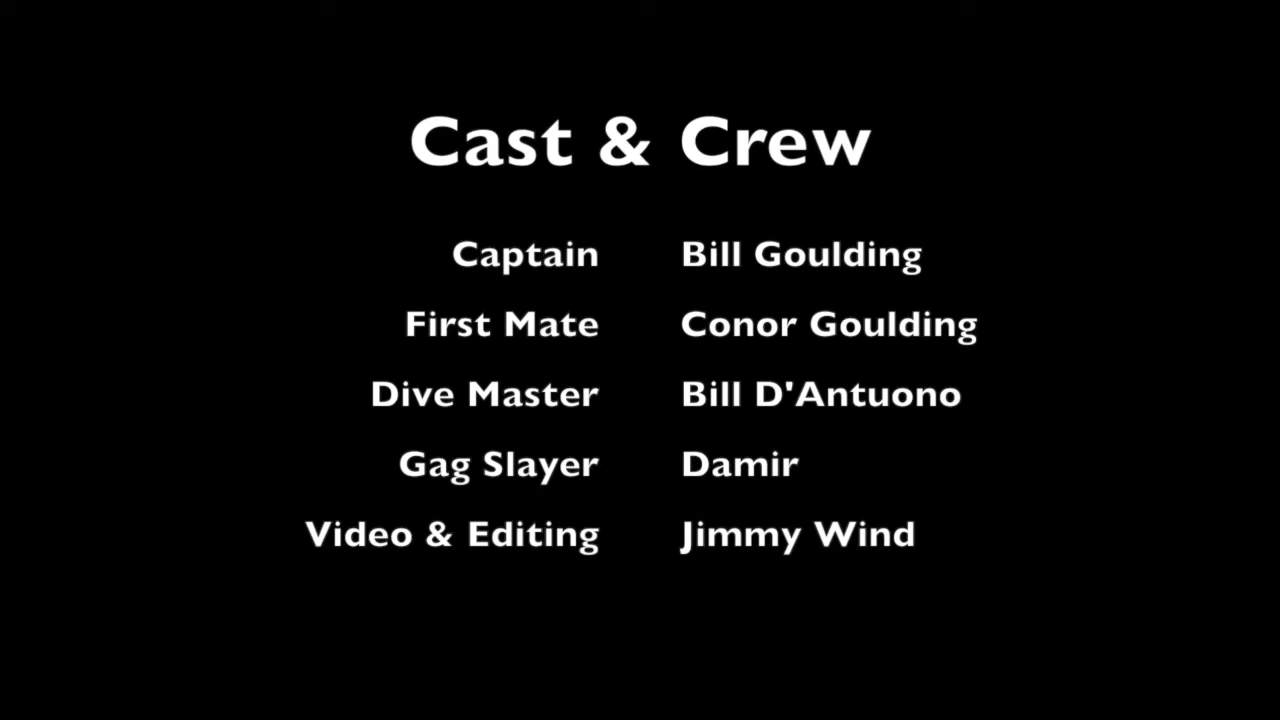 Cast & Crew
Captain Bill Goulding
First Mate Conor Goulding
Dive Master Bill D'Antuono
Gag Slayer Damir
Video & Editing Jimmy Wind